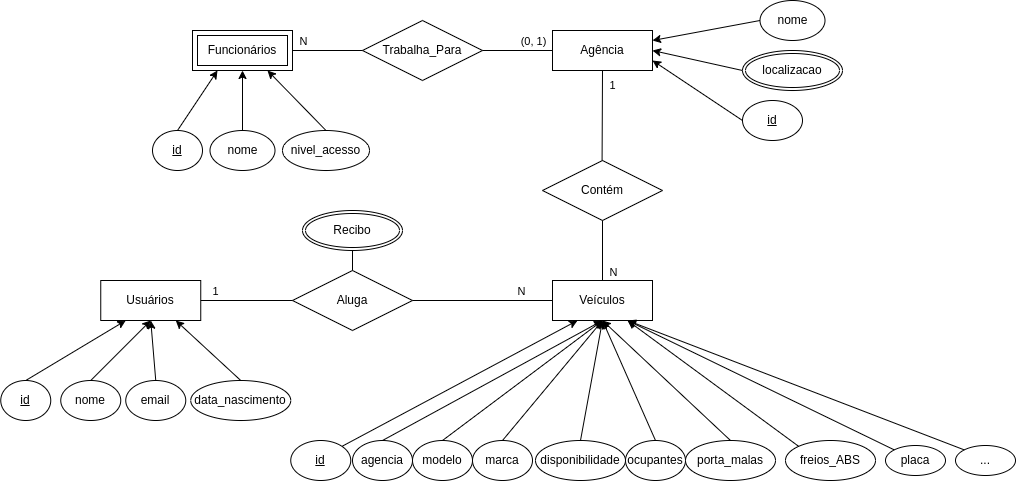 nome
Funcionários
N
Trabalha_Para
(0, 1)
Agência
localizacao
1
id
id
nome
nivel_acesso
Contém
Recibo
N
Usuários
1
Aluga
N
Veículos
id
nome
email
data_nascimento
id
agencia
modelo
marca
disponibilidade
ocupantes
porta_malas
freios_ABS
placa
...